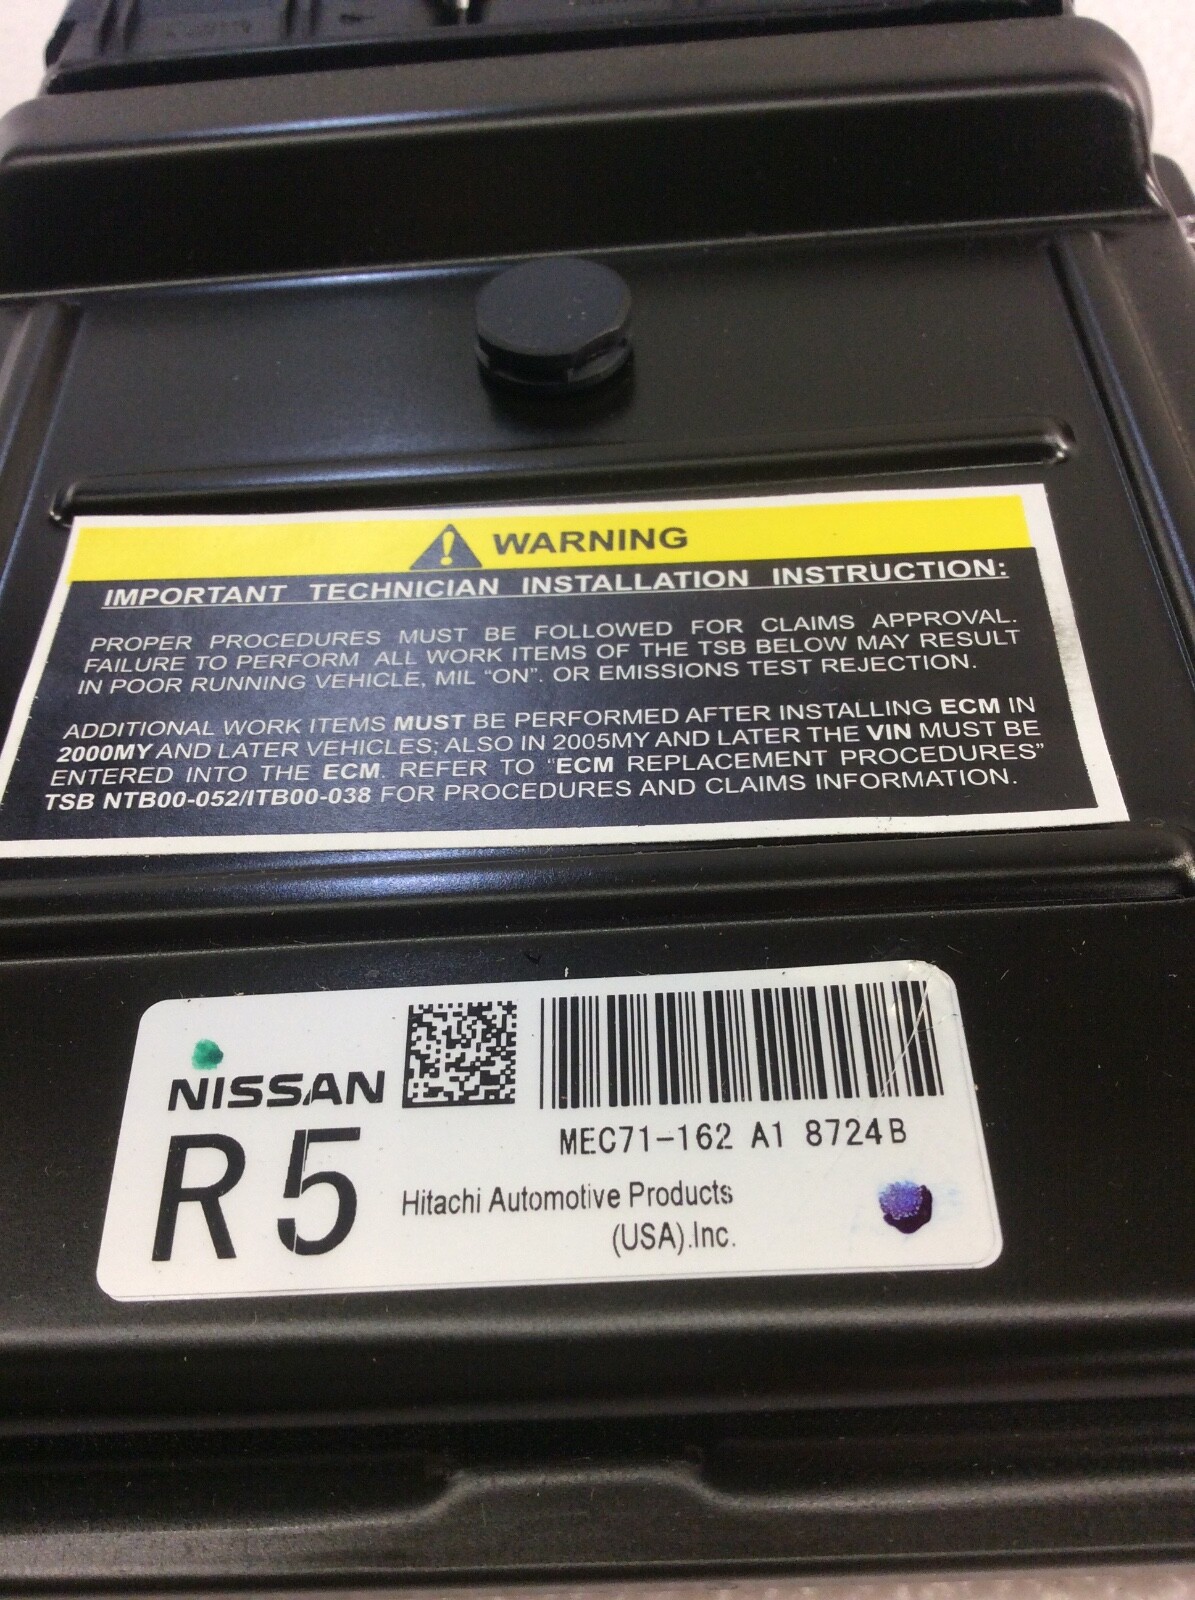 WARNING
IMPORTANT TECHNICIAN INSTALLATION INSTRUCTION:
PROPER PROCEDURES MUST BE FOLLOWED FOR CLAIMS APPROVAL.
FAILURE TO PERFORM ALL WORK ITEMS OF THE TSB BELOW MAY RESULT
IN POOR RUNNING VEHICLE, MIL "ON". OR EMISSIONS TEST REJECTION.
ADDITIONAL WORK ITEMS MUST BE PERFORMED AFTER INSTALLING ECM IN
2000MY AND LATER VEHICLES; ALSO IN 2005MY AND LATER THE VIN MUST BE
ENTERED INTO THE ECM. REFER TO "ECM REPLACEMENT PROCEDURES"
TSB NTB00-052/ITB00-038 FOR PROCEDURES AND CLAIMS INFORMATION.
NISSAN
MEC71-162 A1 8724B
R5
Hitachi Automotive Products
(USA).Inc.